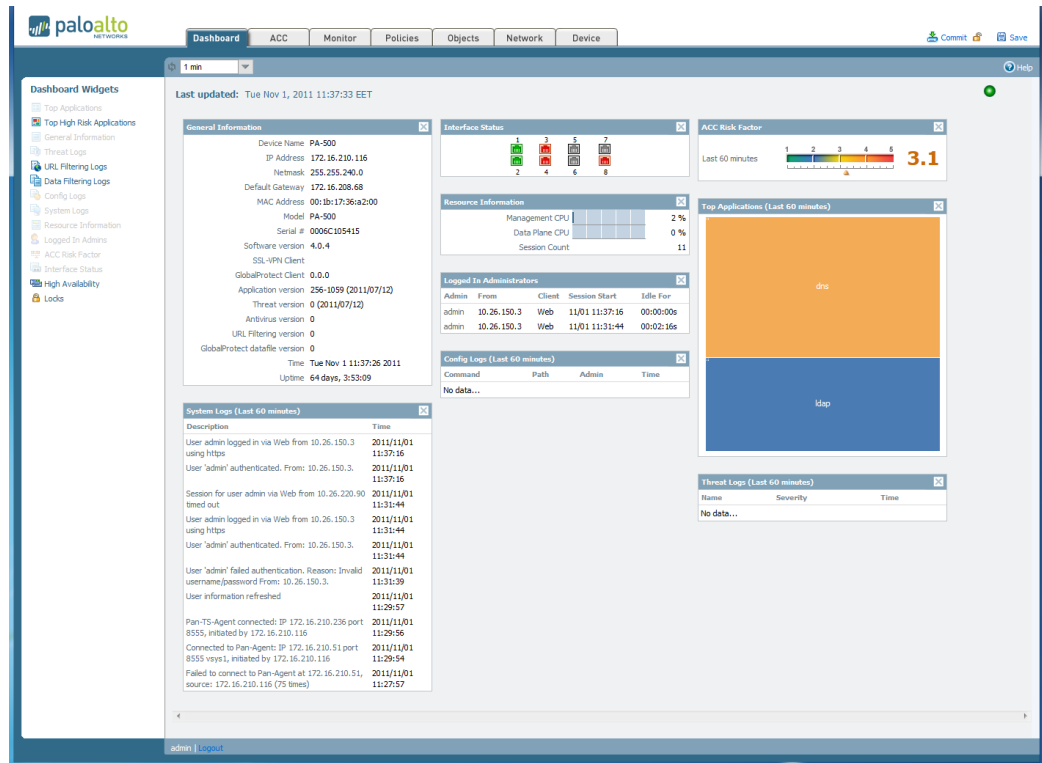 paloalto
NETWORKS
Dashboard ACC Monitor Policies Objects Network Device
Commit Save
1 min
Help
Dashboard Widgets
Top Applications
Top High Risk Applications
General Information
Threat Logs
URL Filtering Logs
Data Filtering Logs
Config Logs
System Logs
Resource Information
Logged In Admins
ACC Risk Factor
Interface Status
High Availability
Locks
Last updated: Tue Nov 1, 2011 11:37:33 EET
General Information
Device Name PA-500
IP Address 172.16.210.116
Netmask 255.255.240.0
Default Gateway 172.16.208.68
MAC Address 00:1b:17:36:a2:00
Model PA-500
Serial # 0006C105415
Software version 4.0.4
SSL-VPN Client
GlobalProtect Client 0.0.0
Application version 256-1059 (2011/07/12)
Threat version 0 (2011/07/12)
Antivirus version 0
URL Filtering version 0
GlobalProtect datafile version 0
Time Tue Nov 1 11:37:26 2011
Uptime 64 days, 3:53:09
System Logs (Last 60 minutes)
Description Time
User admin logged in via Web from 10.26.150.3 2011/11/01
using https 11:37:16
User 'admin' authenticated. From: 10.26.150.3. 2011/11/01
11:37:16
Session for user admin via Web from 10.26.220.90 2011/11/01
timed out 11:31:44
User admin logged in via Web from 10.26.150.3 2011/11/01
using https 11:31:44
User 'admin' authenticated. From: 10.26.150.3. 2011/11/01
11:31:44
User 'admin' failed authentication. Reason: Invalid 2011/11/01
username/password From: 10.26.150.3. 11:31:39
User information refreshed 2011/11/01
11:29:57
Pan-TS-Agent connected: IP 172.16.210.236 port 2011/11/01
8555, initiated by 172.16.210.116 11:29:56
Connected to Pan-Agent: IP 172.16.210.51 port 2011/11/01
8555 vsys1, initiated by 172.16.210.116 11:29:54
Failed to connect to Pan-Agent at 172.16.210.51, 2011/11/01
source: 172.16.210.116 (75 times) 11:27:57
Interface Status
1 3 5 7
2 4 6 8
Resource Information
Management CPU 2 %
Data Plane CPU 0 %
Session Count 11
Logged In Administrators
Admin From Client Session Start Idle For
admin 10.26.150.3 Web 11/01 11:37:16 00:00:00s
admin 10.26.150.3 Web 11/01 11:31:44 00:02:16s
Config Logs (Last 60 minutes)
Command Path Admin Time
No data...
ACC Risk Factor
1 2 3 4 5
Last 60 minutes 3.1
Top Applications (Last 60 minutes)
dns
ldap
Threat Logs (Last 60 minutes)
Name Severity Time
No data...
admin | Logout